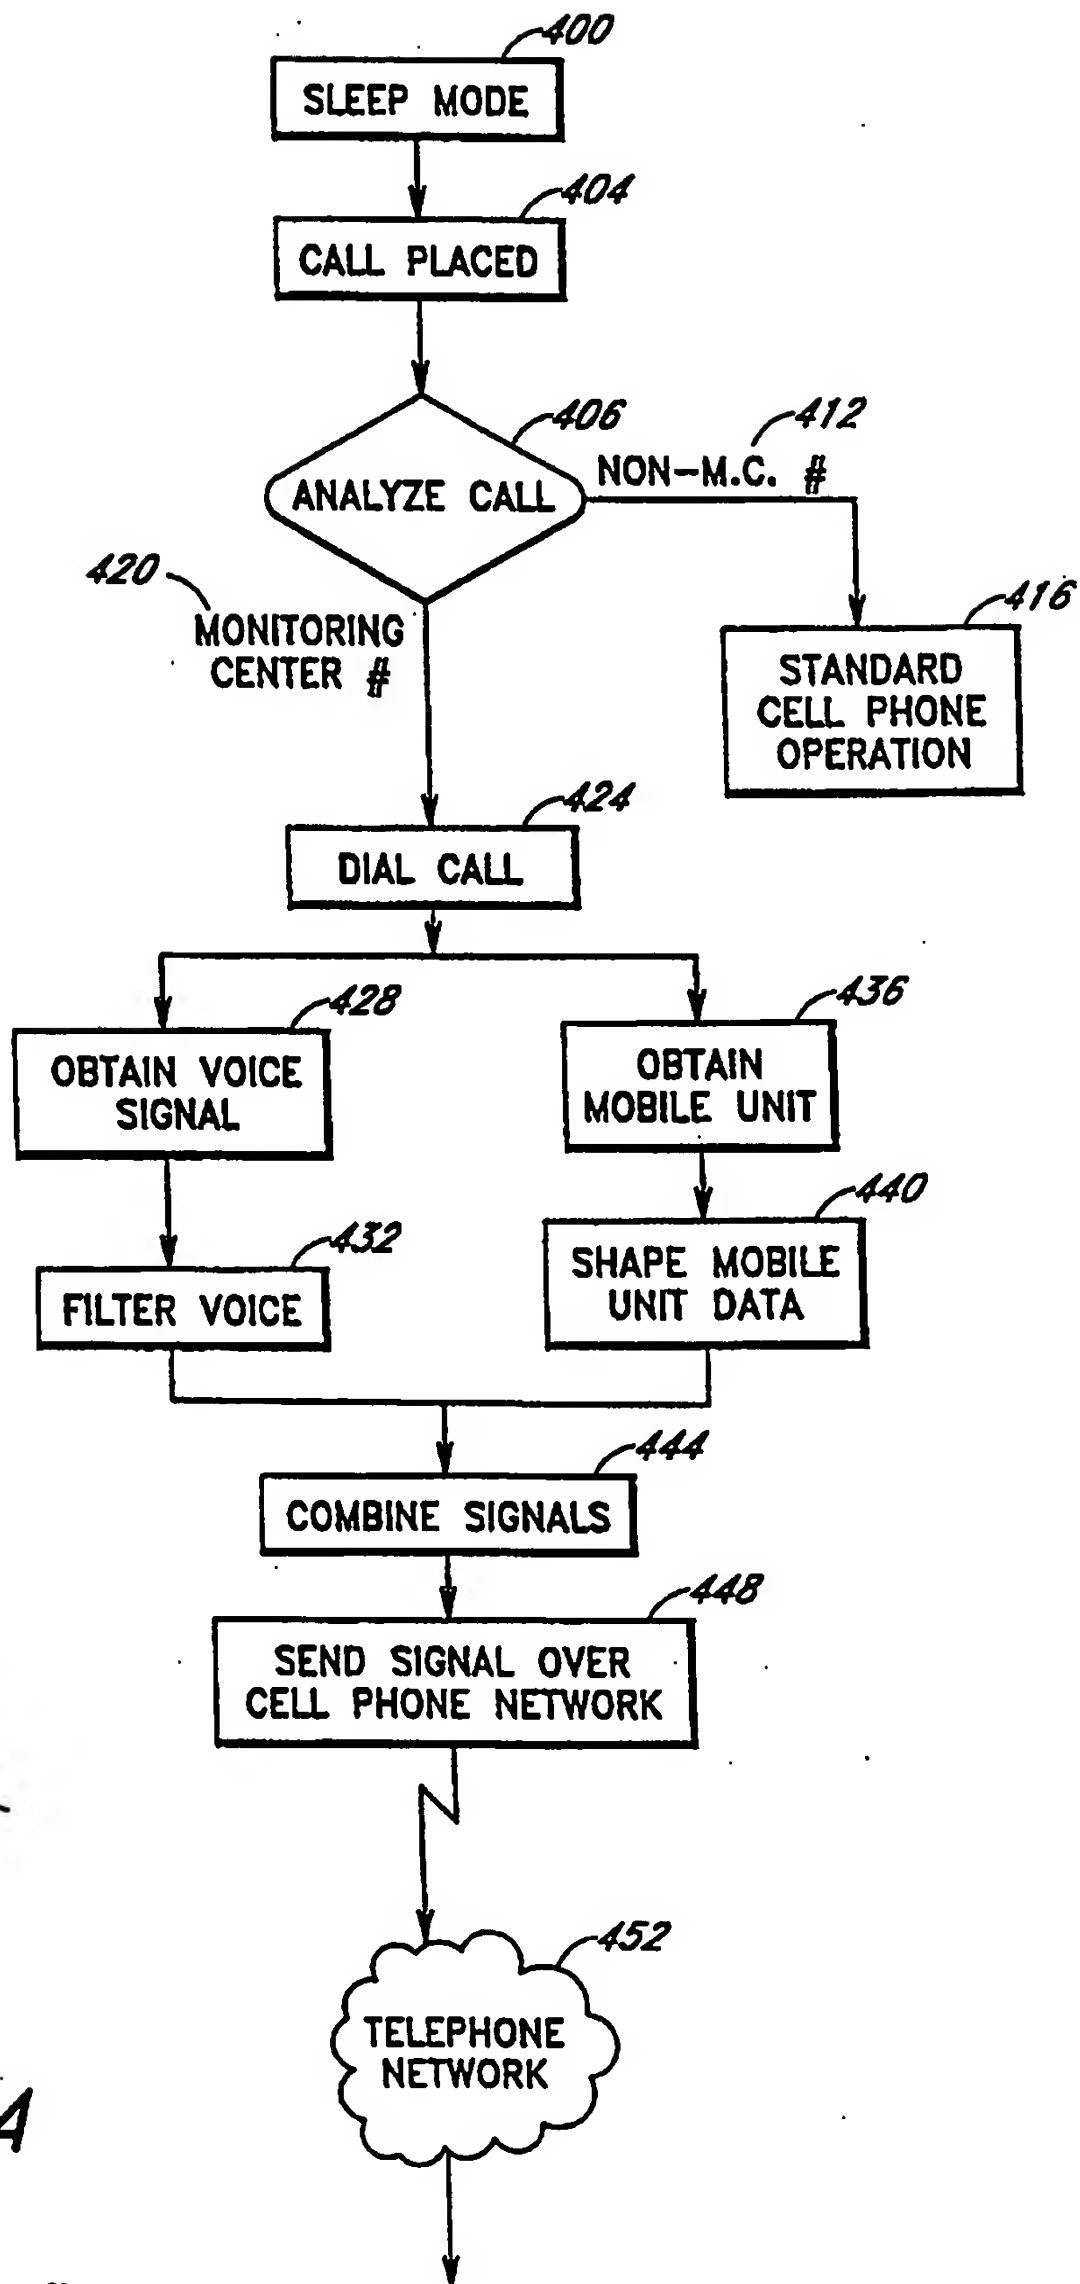 400
SLEEP MODE
404
CALL PLACED
406
ANALYZE CALL
412
NON-M.C. #
416
STANDARD
CELL PHONE
OPERATION
420
MONITORING
CENTER #
424
DIAL CALL
428
OBTAIN VOICE
SIGNAL
436
OBTAIN
MOBILE UNIT
432
FILTER VOICE
440
SHAPE MOBILE
UNIT DATA
444
COMBINE SIGNALS
448
SEND SIGNAL OVER
CELL PHONE NETWORK
452
TELEPHONE
NETWORK
A